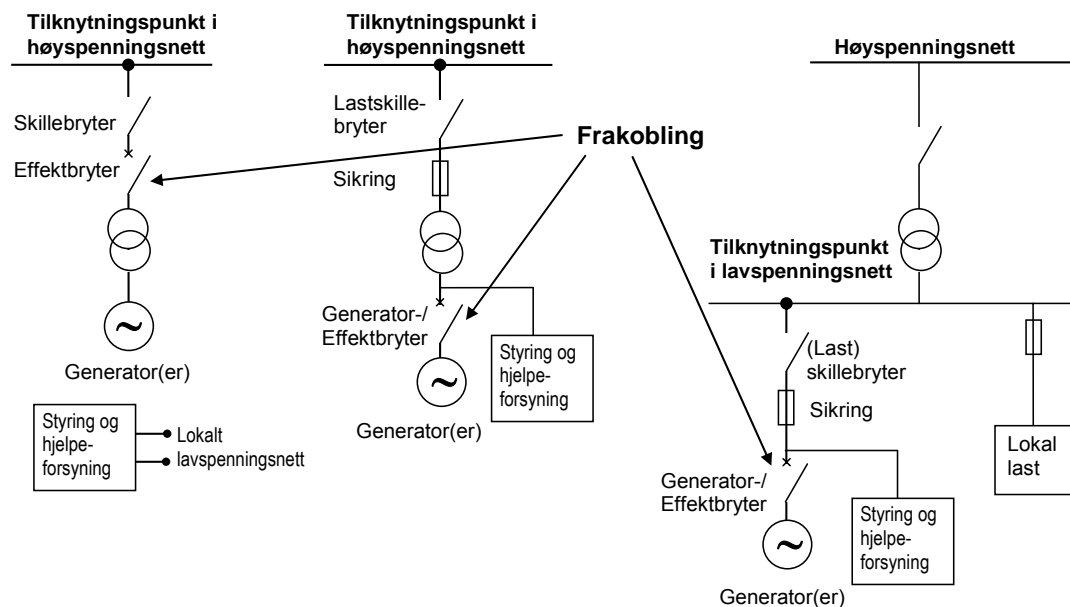 Tilknytningspunkt i
høyspenningsnett
Skillebryter
Effektbryter
~
Generator(er)
Styring og
hjelpe-
forsyning
Lokalt
lavspenningsnett
Tilknytningspunkt i
høyspenningsnett
Lastskille-
bryter
Sikring
Generator-/
Effektbryter
~
Generator(er)
Styring og
hjelpe-
forsyning
Frakobling
Høyspenningsnett
Tilknytningspunkt
i lavspenningsnett
(Last)
skillebryter
Sikring
Generator-/
Effektbryter
~
Generator(er)
Styring og
hjelpe-
forsyning
Lokal
last